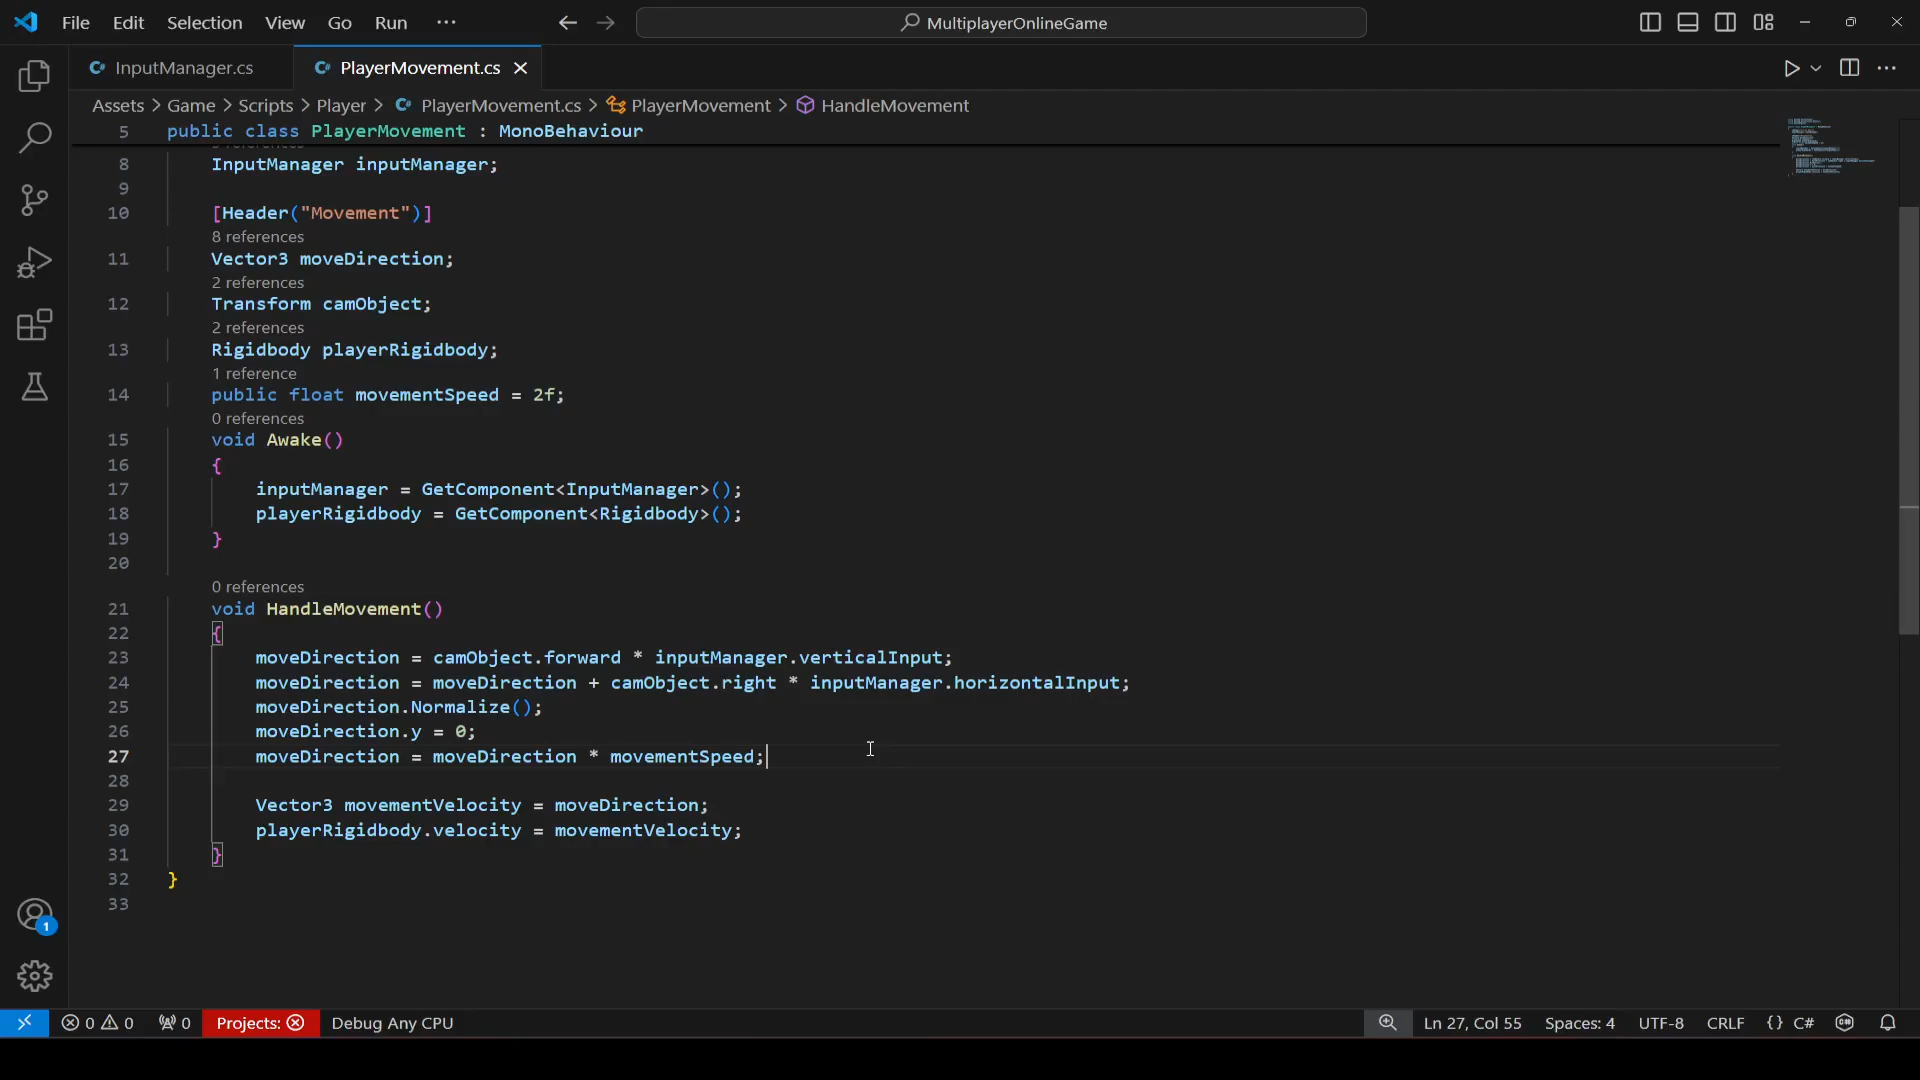 File Edit Selection View Go Run ··· MultiplayerOnlineGame
InputManager.cs PlayerMovement.cs
Assets > Game > Scripts > Player > PlayerMovement.cs > PlayerMovement > HandleMovement
5 public class PlayerMovement : MonoBehaviour
8 InputManager inputManager;
9
10 [Header("Movement")]
8 references
11 Vector3 moveDirection;
2 references
12 Transform camObject;
2 references
13 Rigidbody playerRigidbody;
1 reference
14 public float movementSpeed = 2f;
0 references
15 void Awake()
16 {
17 inputManager = GetComponent<InputManager>();
18 playerRigidbody = GetComponent<Rigidbody>();
19 }
20
0 references
21 void HandleMovement()
22 {
23 moveDirection = camObject.forward * inputManager.verticalInput;
24 moveDirection = moveDirection + camObject.right * inputManager.horizontalInput;
25 moveDirection.Normalize();
26 moveDirection.y = 0;
27 moveDirection = moveDirection * movementSpeed;
28
29 Vector3 movementVelocity = moveDirection;
30 playerRigidbody.velocity = movementVelocity;
31 }
32 }
33
1
0 0 0 Projects: Debug Any CPU Ln 27, Col 55 Spaces: 4 UTF-8 CRLF {} C#